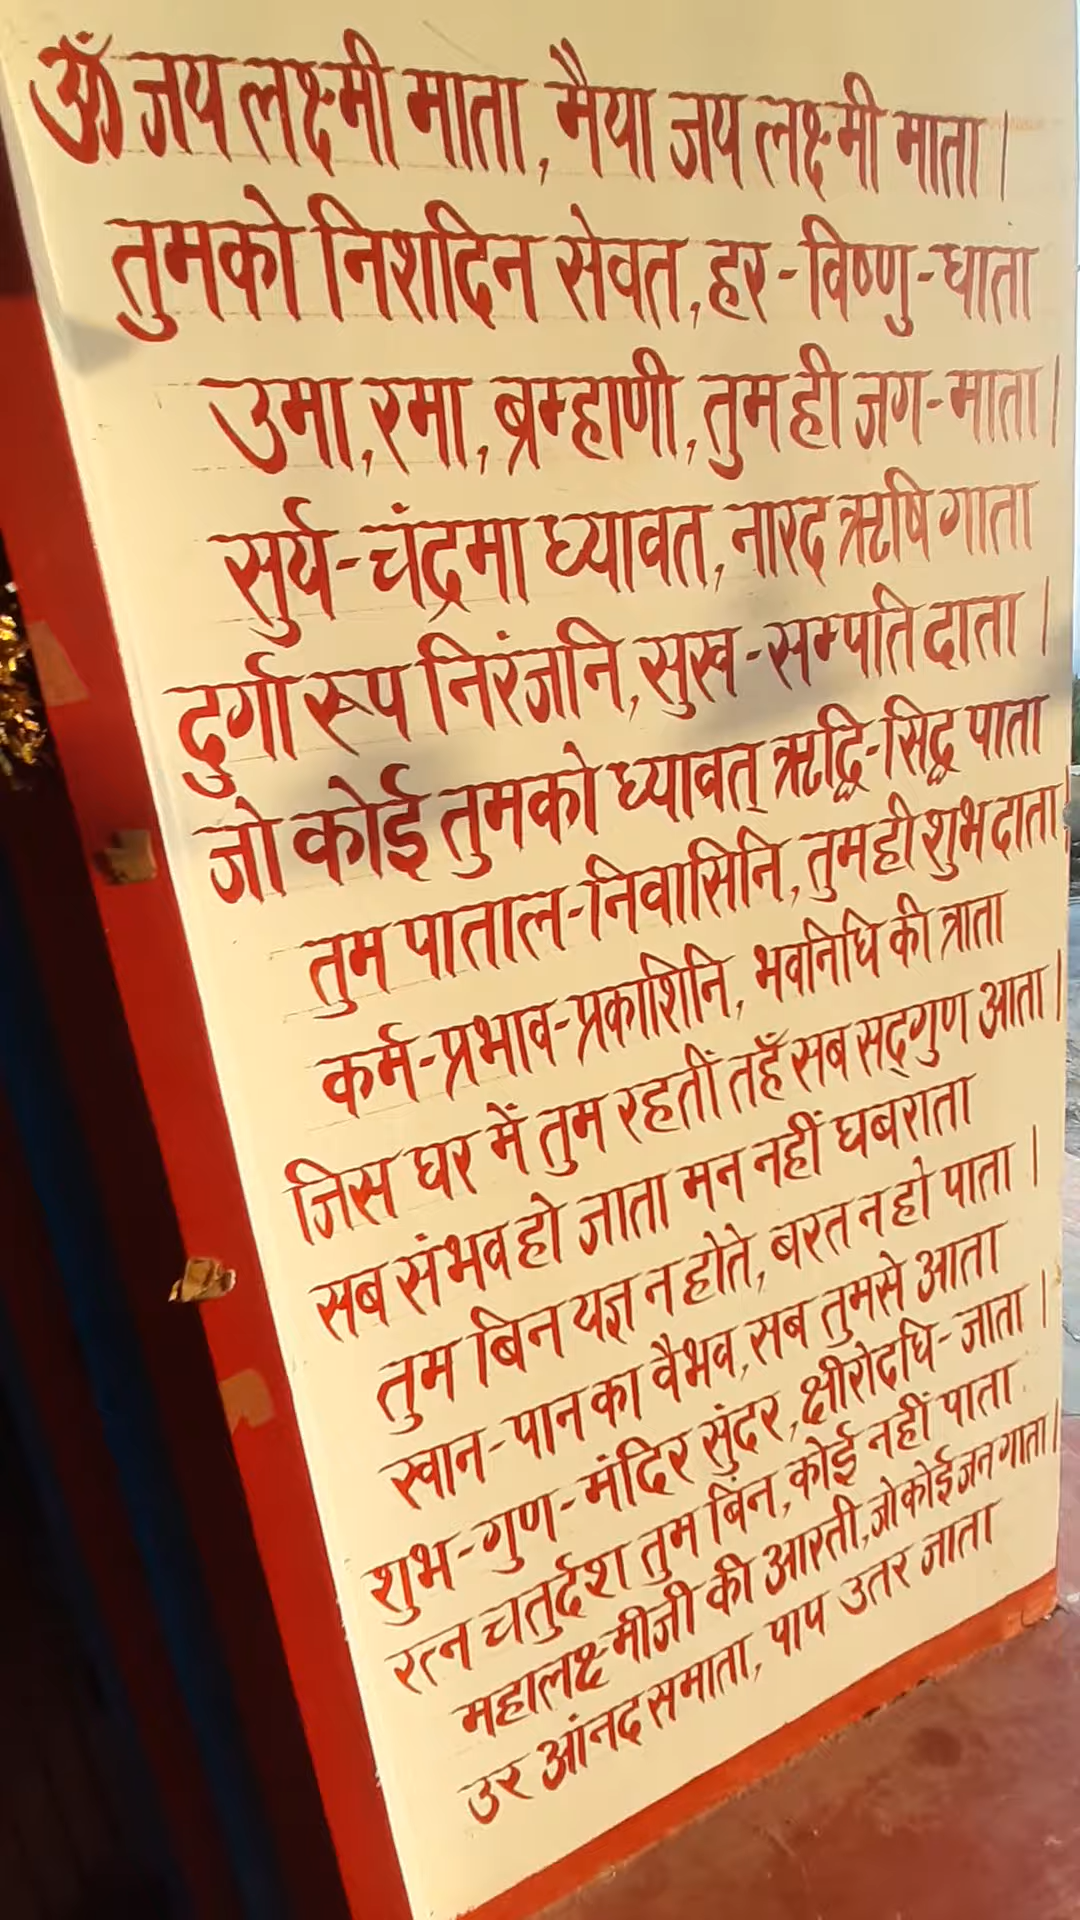 ॐ जय लक्ष्मी माता, मैया जय लक्ष्मी माता।
तुमको निशदिन सेवत, हर-विष्णु-धाता
उमा, रमा, ब्रम्हाणी, तुम ही जग-माता।
सुर्य-चंद्रमा ध्यावत, नारद ऋषि गाता
दुर्गा रूप निरंजनि, सुख-सम्पति दाता।
जो कोई तुमको ध्यावत् ऋद्धि-सिद्ध पाता
तुम पाताल-निवासिनि, तुम ही शुभ दाता।
कर्म-प्रभाव-प्रकाशिनि, भवनिधि की त्राता
जिस घर में तुम रहतीं तहँ सब सद्‌गुण आता।
सब संभव हो जाता मन नहीं घबराता
तुम बिन यज्ञ न होते, बरत न हो पाता।
खान-पान का वैभव, सब तुमसे आता
शुभ-गुण-मंदिर सुंदर, क्षीरोदधि-जाता।
रत्न चतुर्दश तुम बिंन, कोई नहीं पाता
महालक्ष्मीजी की आरती, जो कोई जन गाता।
उर आंनद समाता, पाप उतर जाता